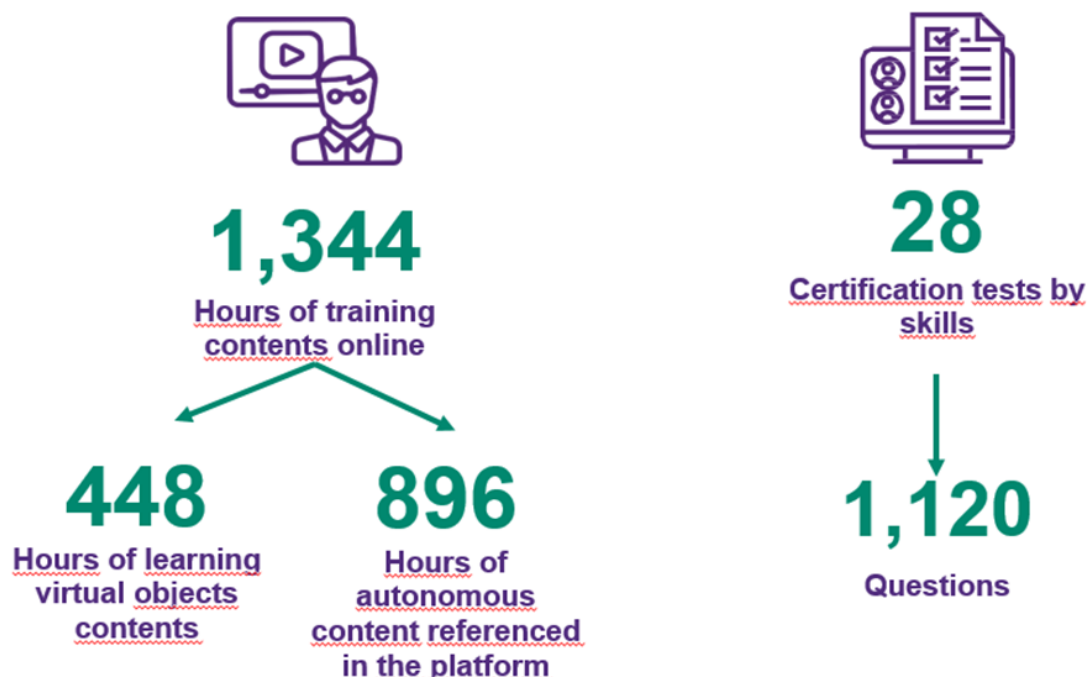 1,344
Hours of training
contents online
448
Hours of learning
virtual objects
contents
896
Hours of
autonomous
content referenced
in the platform
28
Certification tests by
skills
1,120
Questions